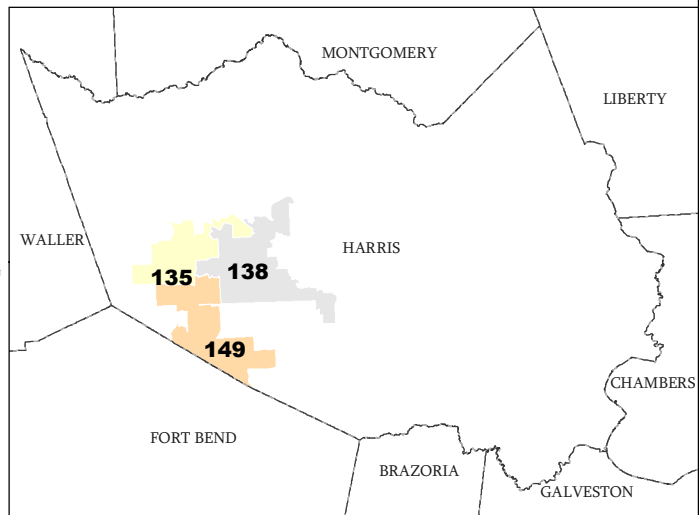 MONTGOMERY
LIBERTY
WALLER
HARRIS
135
138
149
CHAMBERS
FORT BEND
BRAZORIA
GALVESTON